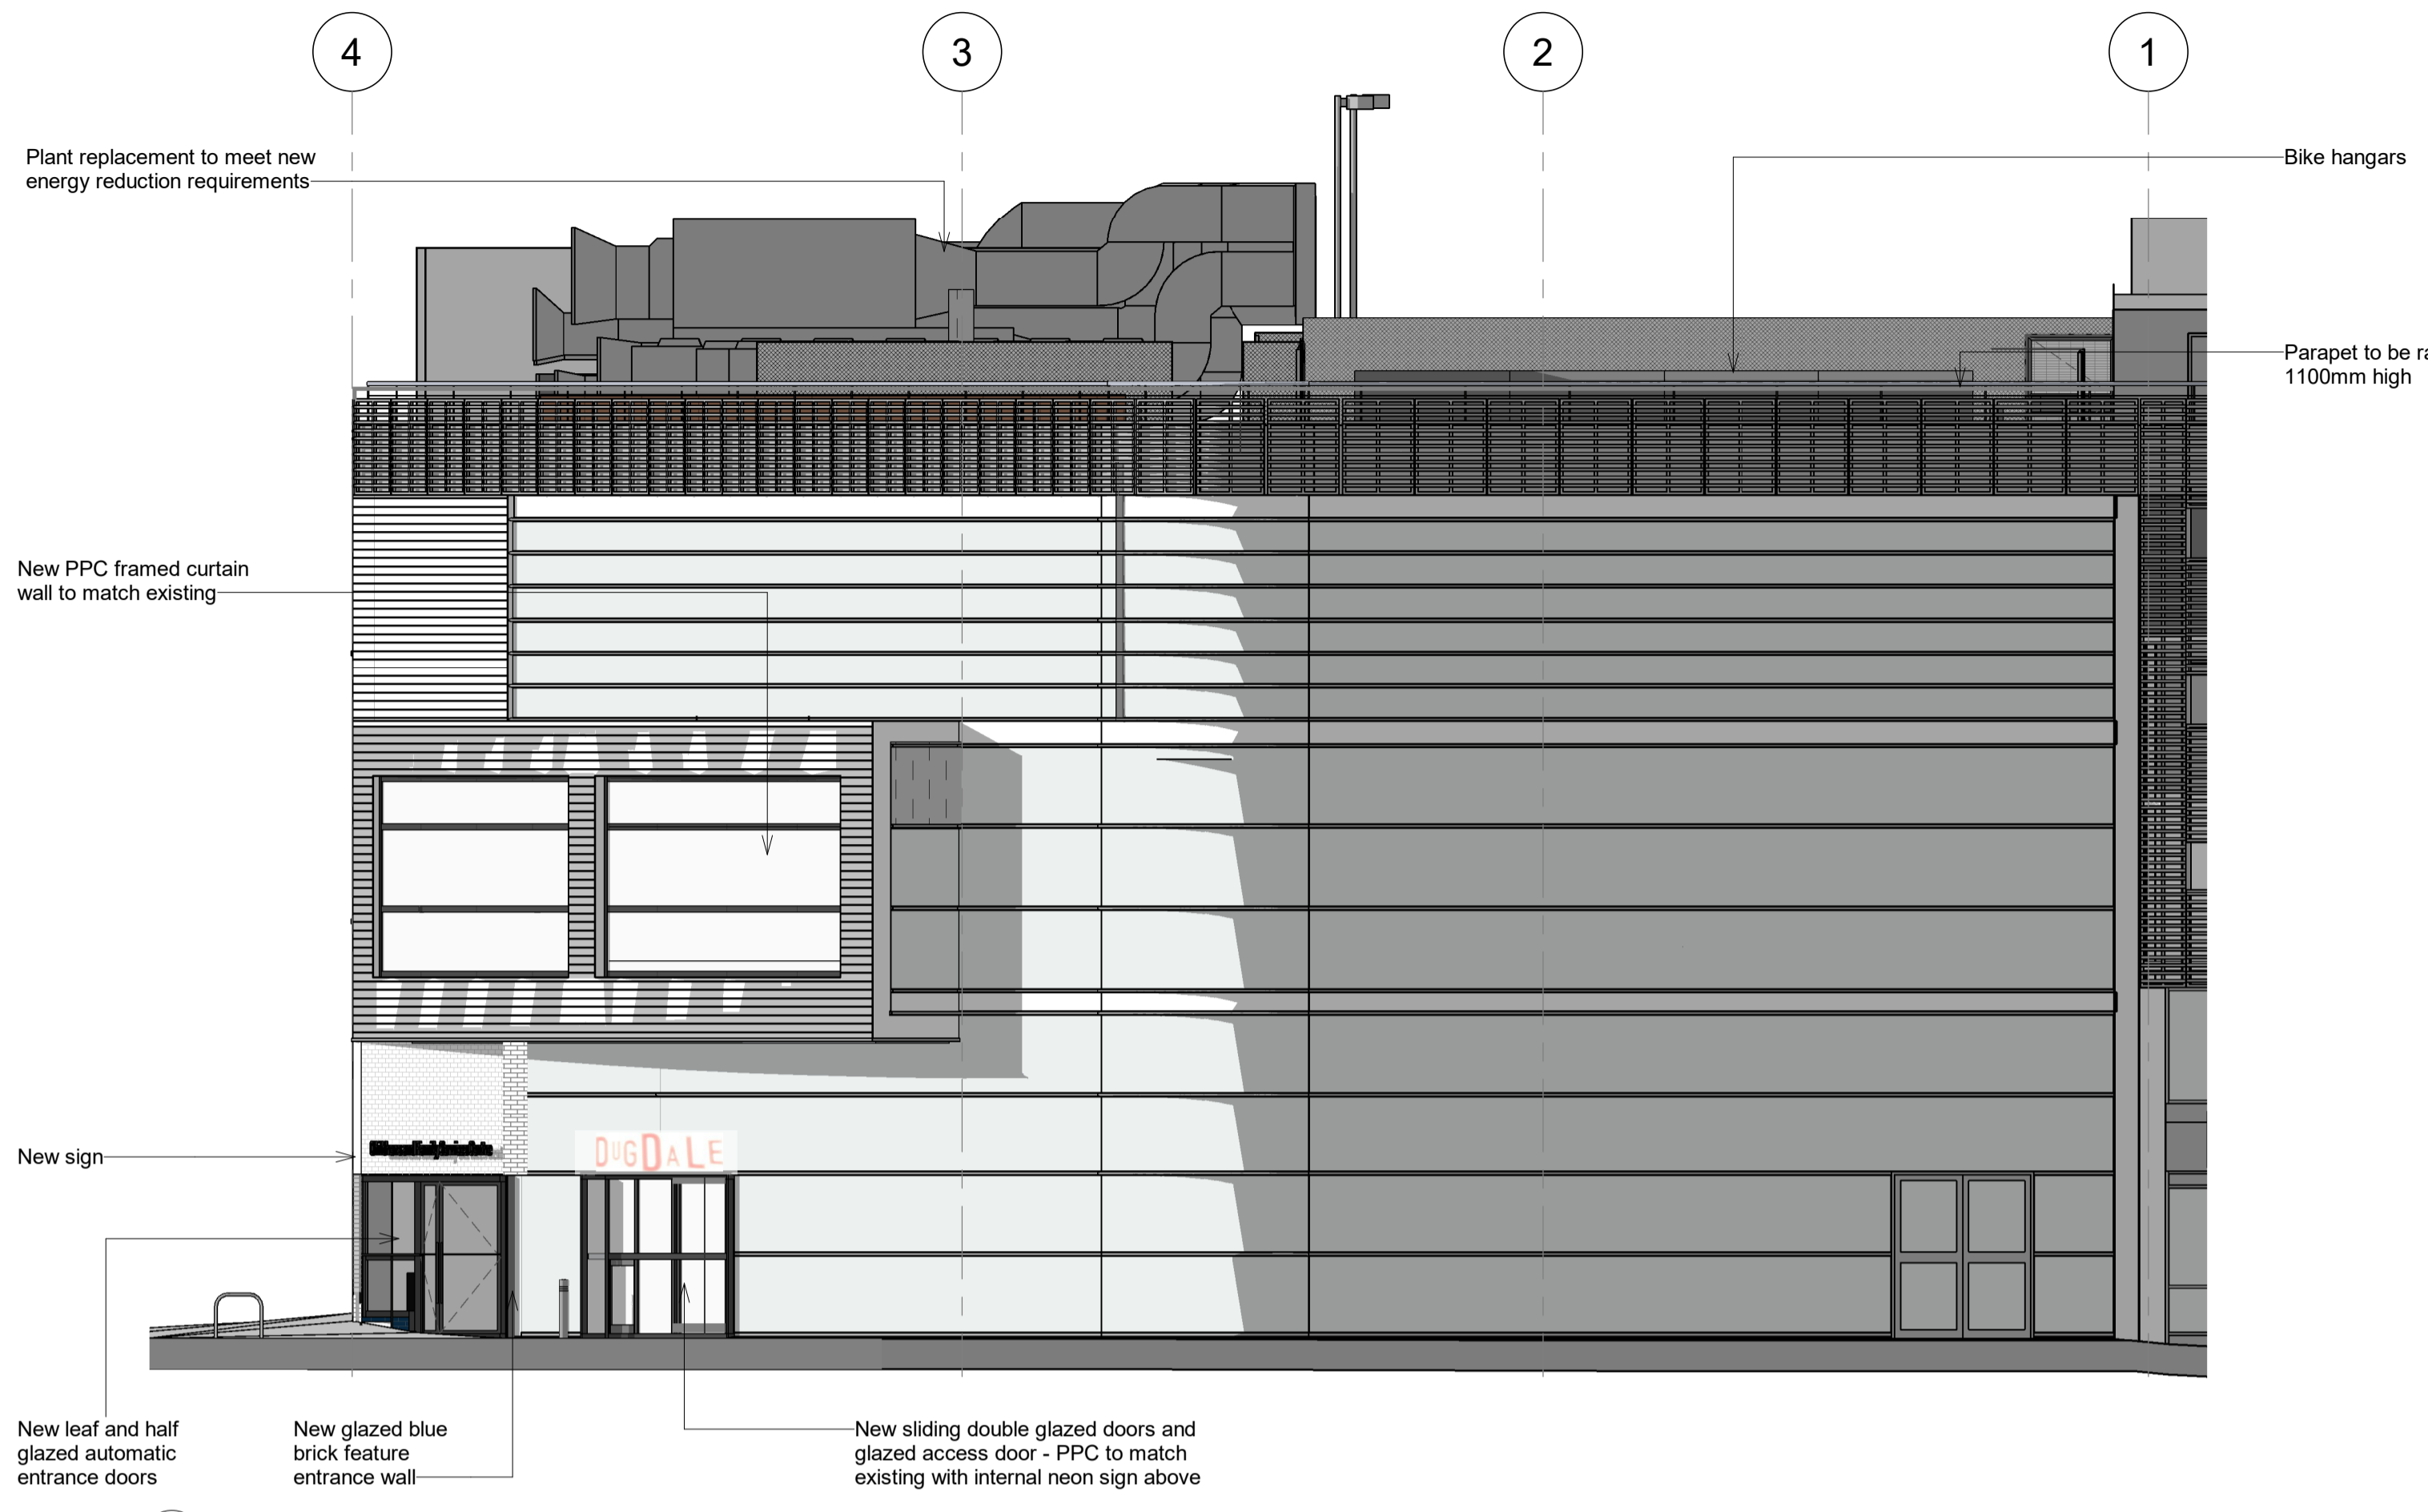 4
3
2
1
Plant replacement to meet new
energy reduction requirements
Bike hangars
Parapet to be
1100mm high
New PPC framed curtain
wall to match existing
New sign
DUGDALE
New leaf and half
glazed automatic
entrance doors
New glazed blue
brick feature
entrance wall
New sliding double glazed doors and
glazed access door - PPC to match
existing with internal neon sign above